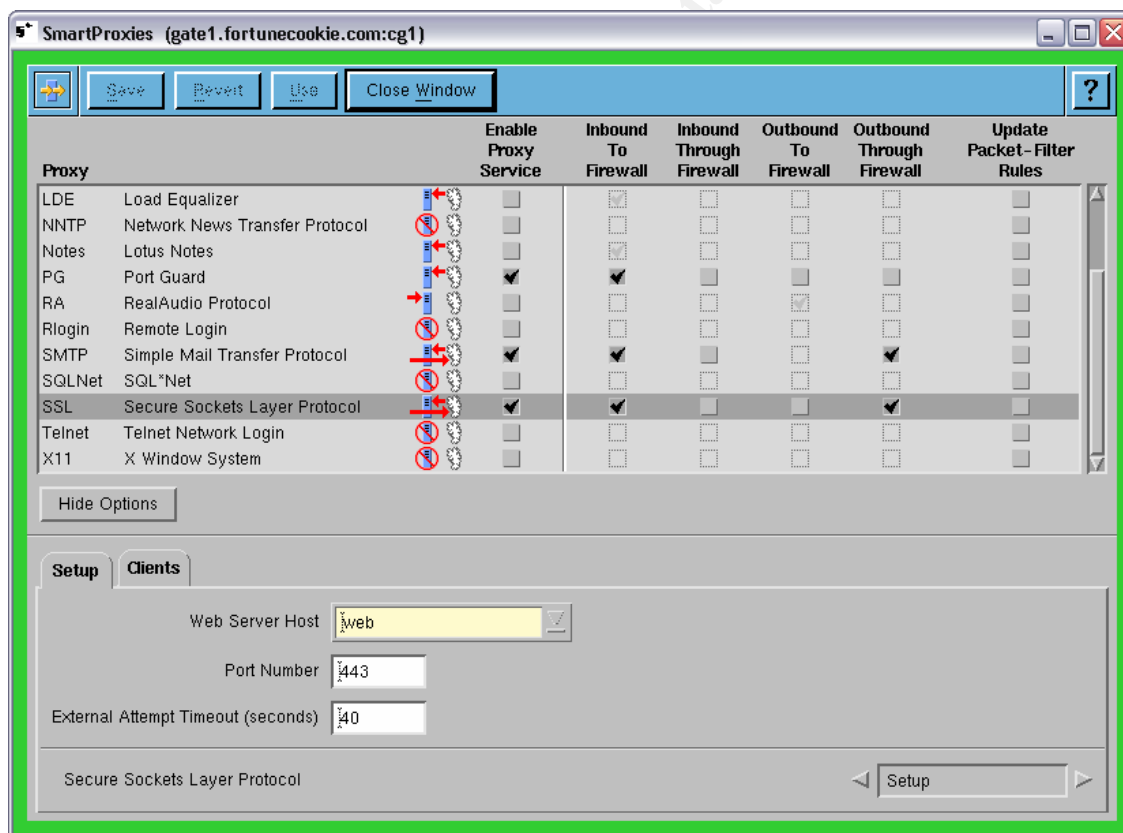 SmartProxies (gate1.fortunecookie.com:cg1)
Save Revert Use Close Window ?
Proxy Enable Proxy Service Inbound To Firewall Inbound Through Firewall Outbound To Firewall Outbound Through Firewall Update Packet-Filter Rules
LDE Load Equalizer
NNTP Network News Transfer Protocol
Notes Lotus Notes
PG Port Guard
RA RealAudio Protocol
Rlogin Remote Login
SMTP Simple Mail Transfer Protocol
SQLNet SQL*Net
SSL Secure Sockets Layer Protocol
Telnet Telnet Network Login
X11 X Window System
Hide Options
Setup Clients
Web Server Host web
Port Number 443
External Attempt Timeout (seconds) 40
Secure Sockets Layer Protocol Setup